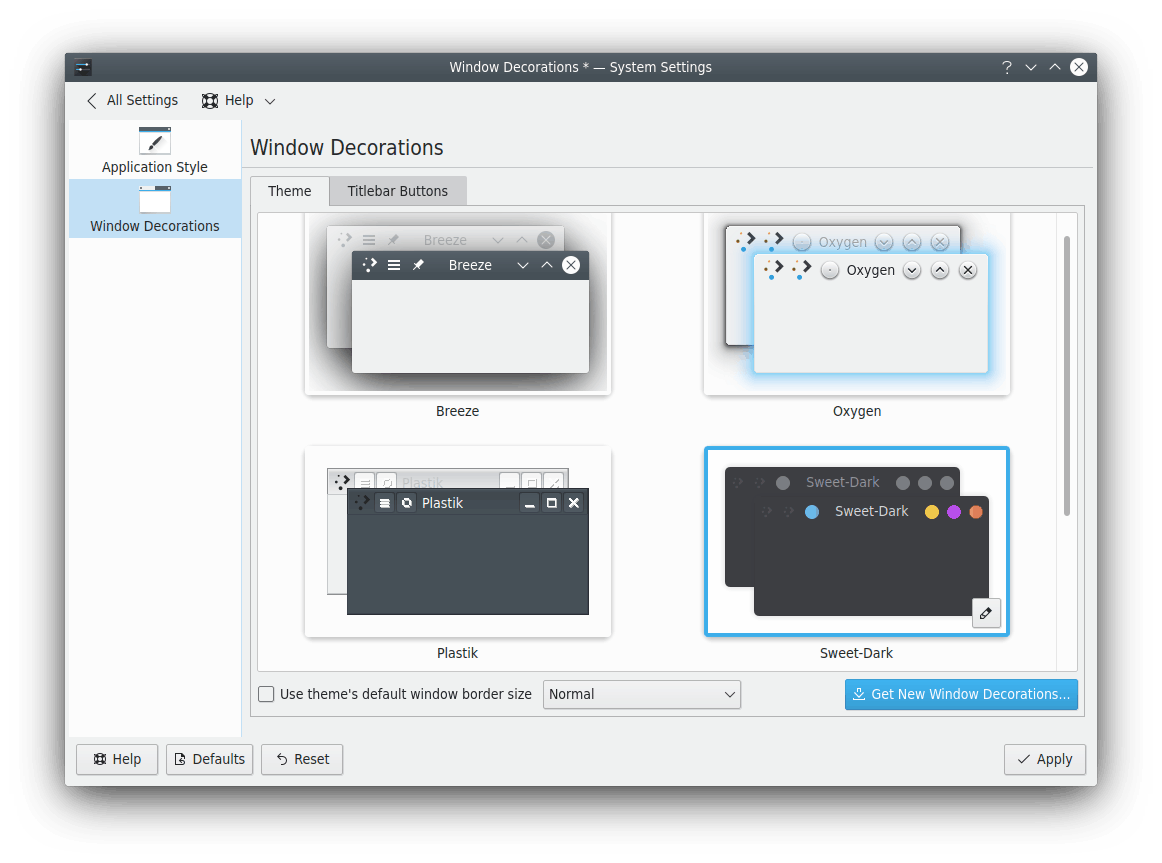 Window Decorations * — System Settings
?
All Settings Help
Application Style
Window Decorations
Window Decorations
Theme Titlebar Buttons
Breeze
Breeze
Breeze
Oxygen
Oxygen
Oxygen
Plastik
Plastik
Plastik
Sweet-Dark
Sweet-Dark
Sweet-Dark
Use theme's default window border size Normal Get New Window Decorations...
Help Defaults Reset Apply